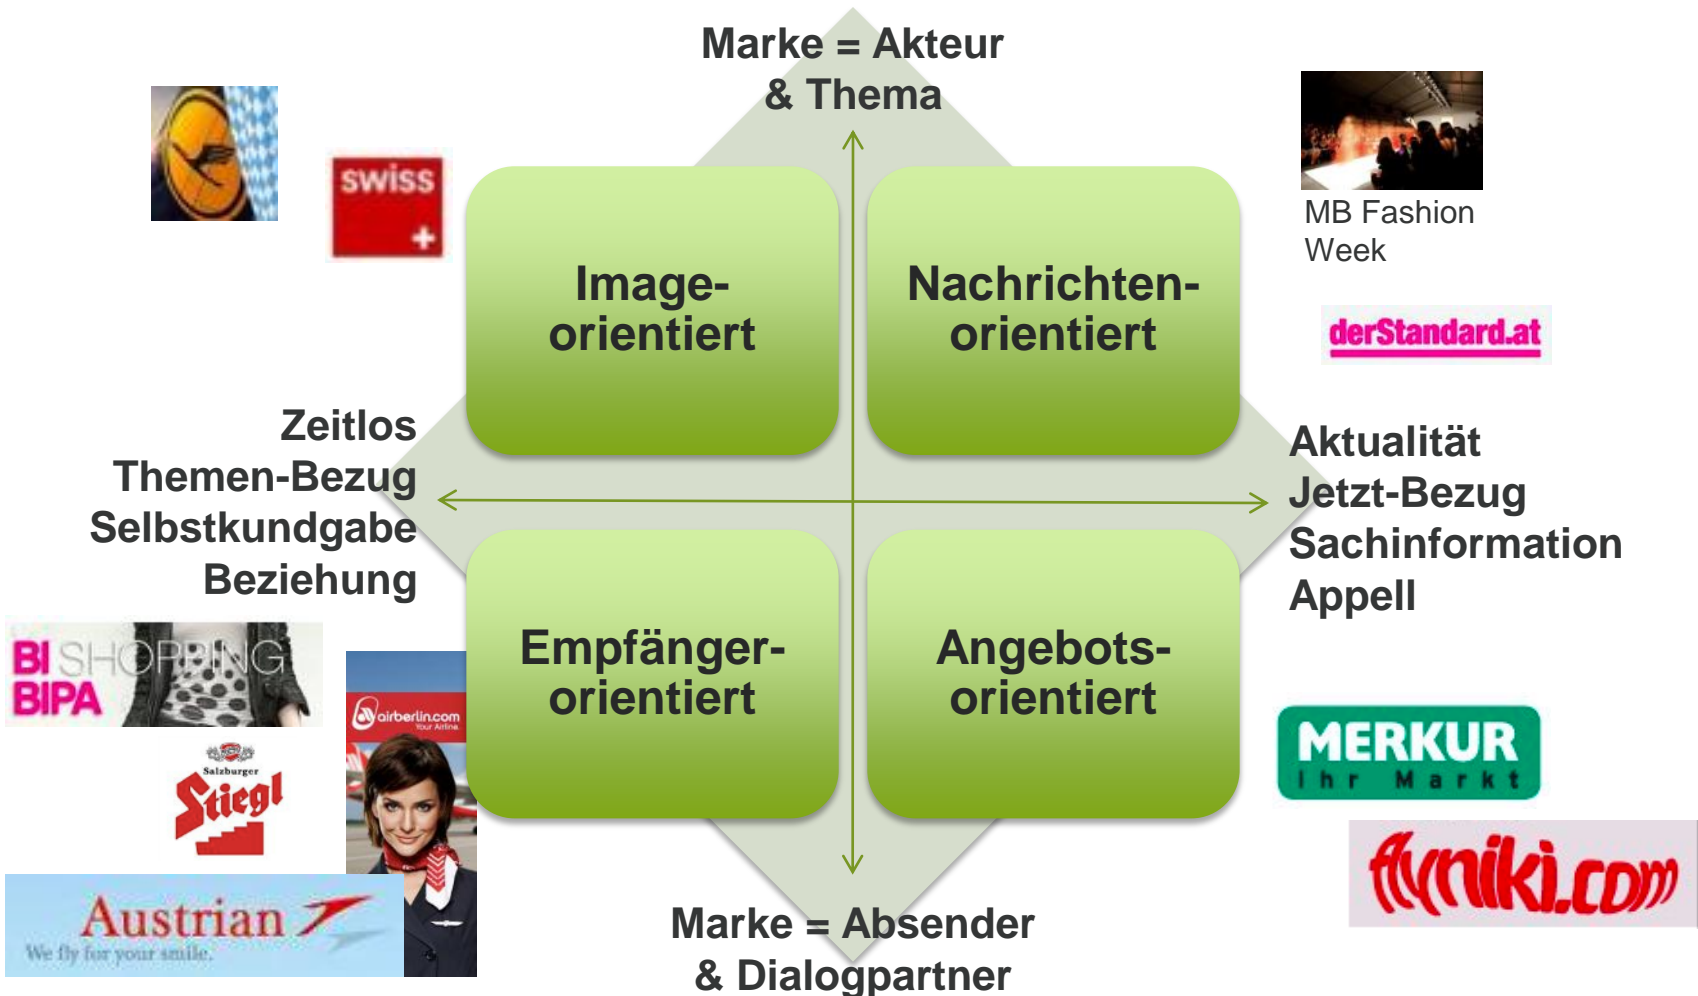 Marke = Akteur
& Thema
swiss
MB Fashion
Week
Image-
orientiert
Nachrichten-
orientiert
derStandard.at
Zeitlos
Themen-Bezug
Selbstkundgabe
Beziehung
Aktualität
Jetzt-Bezug
Sachinformation
Appell
BI SHOPPING
BIPA
airberlin.com
Your Airline.
Empfänger-
orientiert
Angebots-
orientiert
MERKUR
Ihr Markt
Salzburger
Stiegl
flyniki.com
Austrian
We fly for your smile.
Marke = Absender
& Dialogpartner